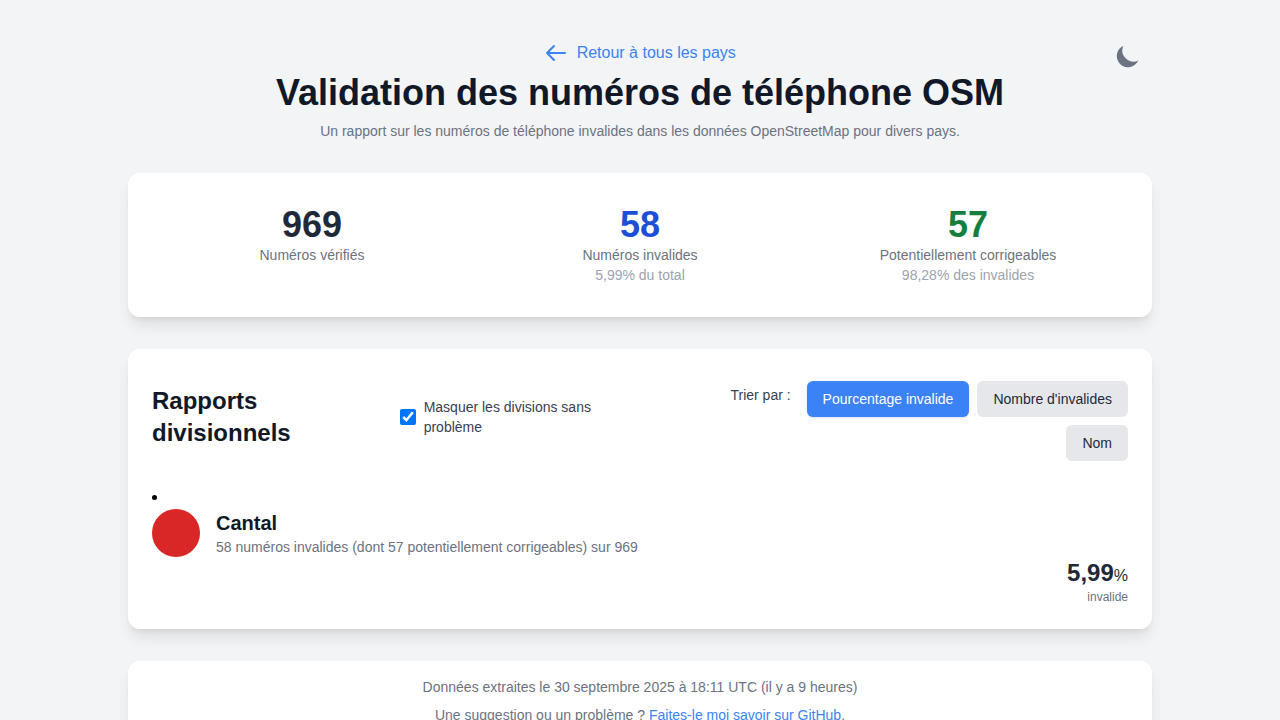 Retour à tous les pays
Validation des numéros de téléphone OSM
Un rapport sur les numéros de téléphone invalides dans les données OpenStreetMap pour divers pays.
969
Numéros vérifiés
58
Numéros invalides
5,99% du total
57
Potentiellement corrigeables
98,28% des invalides
Rapports
divisionnels
Masquer les divisions sans
problème
Trier par :
Pourcentage invalide
Nombre d'invalides
Nom
Cantal
58 numéros invalides (dont 57 potentiellement corrigeables) sur 969
5,99%
invalide
Données extraites le 30 septembre 2025 à 18:11 UTC (il y a 9 heures)
Une suggestion ou un problème ? Faites-le moi savoir sur GitHub.